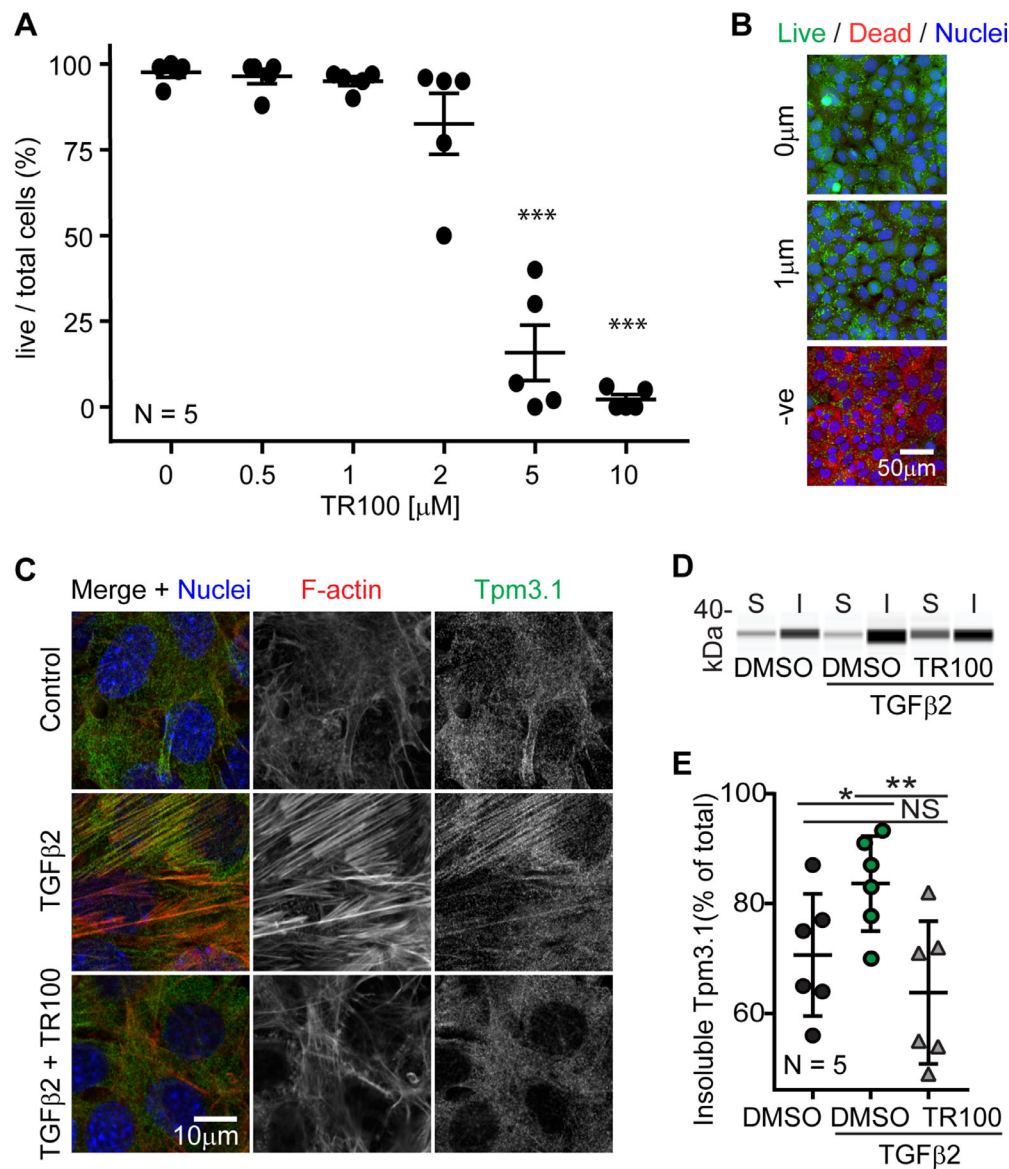 A
100
75
50
25
0
live / total cells (%)
***
***
N = 5
0 0.5 1 2 5 10
TR100 [μM]
B
Live / Dead / Nuclei
0μm
1μm
-ve
50μm
C
Merge + Nuclei F-actin Tpm3.1
Control
TGFβ2
TGFβ2 + TR100
10μm
D
S I S I S I
40-
kDa
DMSO DMSO TR100
TGFβ2
E
100
80
60
Insoluble Tpm3.1(% of total)
* **
NS
N = 5
DMSO DMSO TR100
TGFβ2